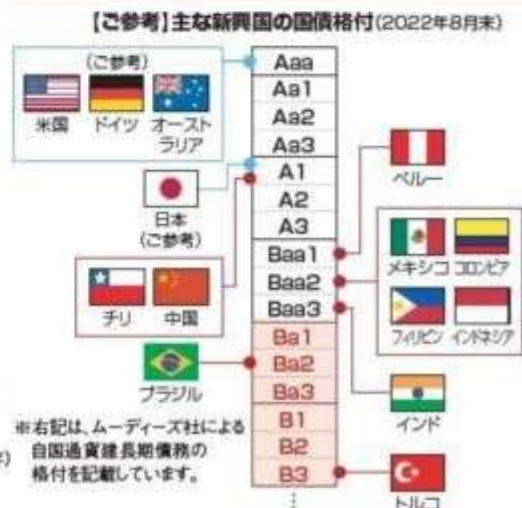 【ご参考】主な新興国の国債格付(2022年8月末)
(ご参考)
米国 ドイツ オースト
ラリア
日本
(ご参考)
チリ 中国
ブラジル
※右記は、ムーディーズ社による
自国通貨建長期債務の
格付を記載しています。
Aaa
Aa1
Aa2
Aa3
A1
A2
A3
Baa1
Baa2
Baa3
Ba1
Ba2
Ba3
B1
B2
B3
ペルー
メキシコ コロンビア
フィリピン インドネシア
インド
トルコ